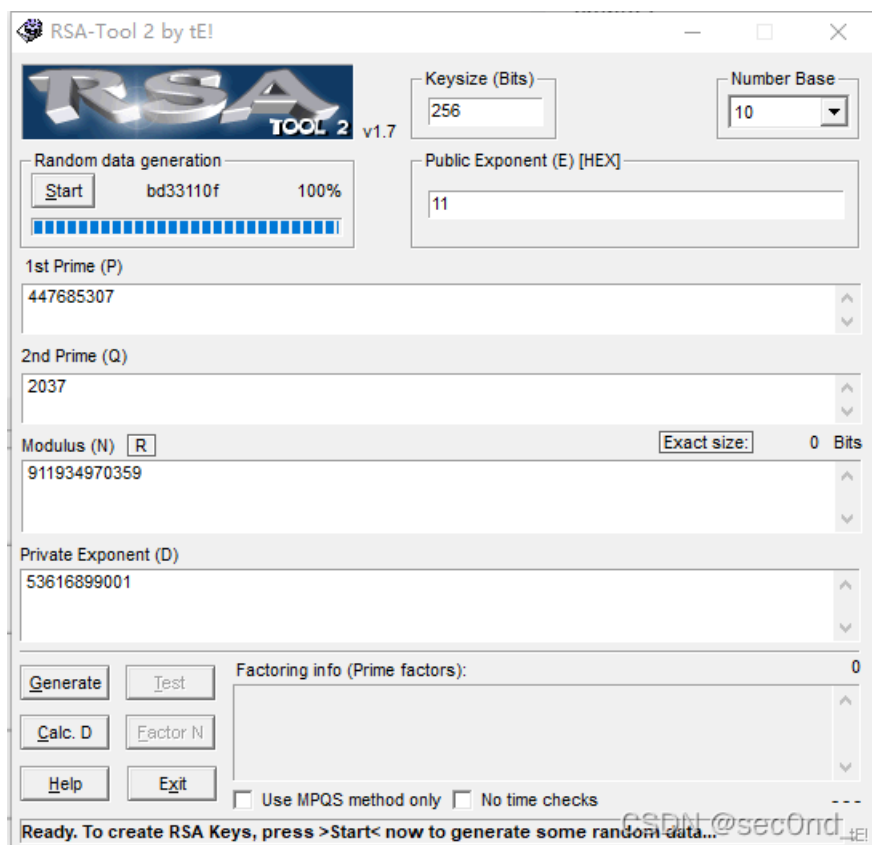 RSA-Tool 2 by tE!
RSA
TOOL 2 v1.7
Keysize (Bits)
256
Number Base
10
Random data generation
Start bd33110f 100%
Public Exponent (E) [HEX]
11
1st Prime (P)
447685307
2nd Prime (Q)
2037
Modulus (N) R Exact size: 0 Bits
911934970359
Private Exponent (D)
53616899001
Factoring info (Prime factors): 0
Generate Test
Calc. D Factor N
Help Exit
Use MPQS method only No time checks ---
Ready. To create RSA Keys, press >Start< now to generate some random data...
CSDN @sec0nd_
tE!